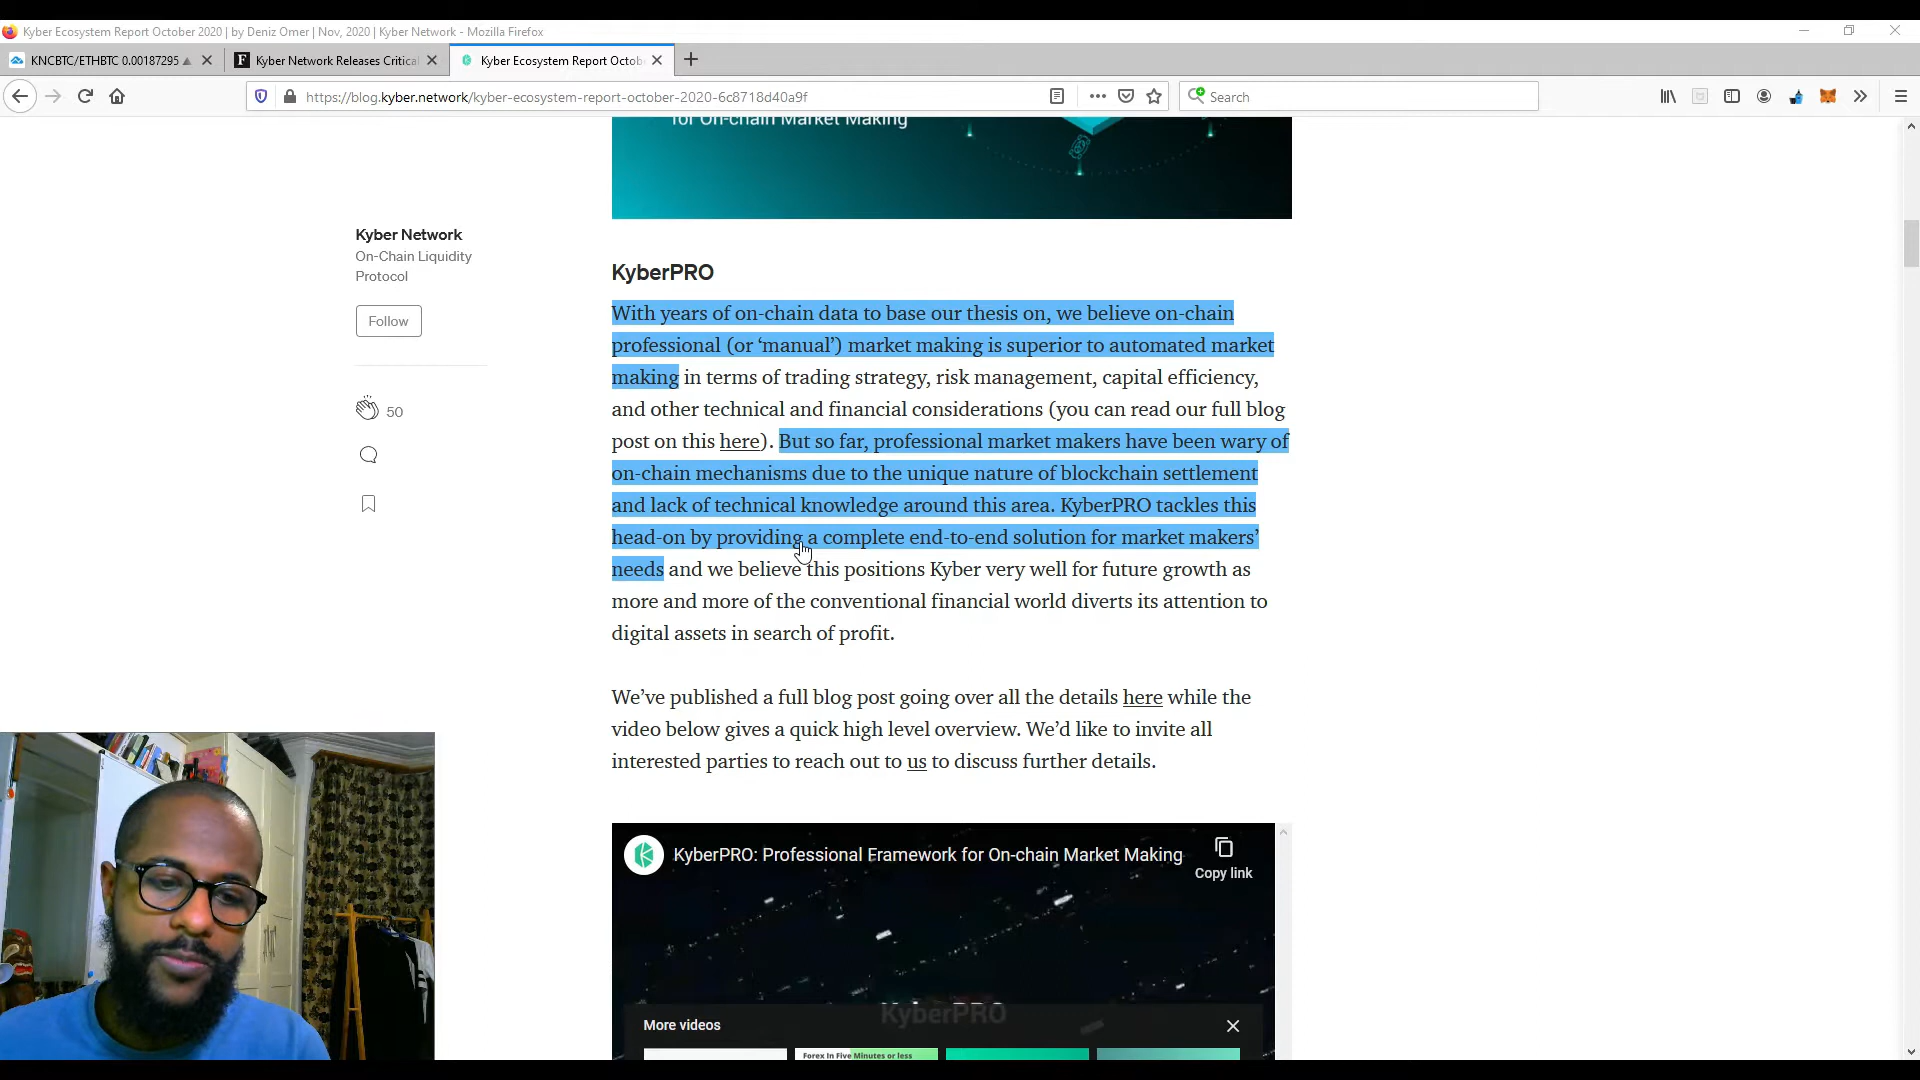 Kyber Ecosystem Report October 2020 | by Deniz Omer | Nov, 2020 | Kyber Network - Mozilla Firefox
KNCBTC/ETHBTC 0.00187295
Kyber Network Releases Critica
Kyber Ecosystem Report Octob
https://blog.kyber.network/kyber-ecosystem-report-october-2020-6c8718d40a9f
Search
for On-chain Market Making
Kyber Network
On-Chain Liquidity
Protocol
Follow
50
KyberPRO
With years of on-chain data to base our thesis on, we believe on-chain
professional (or ‘manual’) market making is superior to automated market
making in terms of trading strategy, risk management, capital efficiency,
and other technical and financial considerations (you can read our full blog
post on this here). But so far, professional market makers have been wary of
on-chain mechanisms due to the unique nature of blockchain settlement
and lack of technical knowledge around this area. KyberPRO tackles this
head-on by providing a complete end-to-end solution for market makers’
needs and we believe this positions Kyber very well for future growth as
more and more of the conventional financial world diverts its attention to
digital assets in search of profit.
We’ve published a full blog post going over all the details here while the
video below gives a quick high level overview. We’d like to invite all
interested parties to reach out to us to discuss further details.
KyberPRO: Professional Framework for On-chain Market Making
Copy link
KyberPRO
More videos
Forex In Five Minutes or less